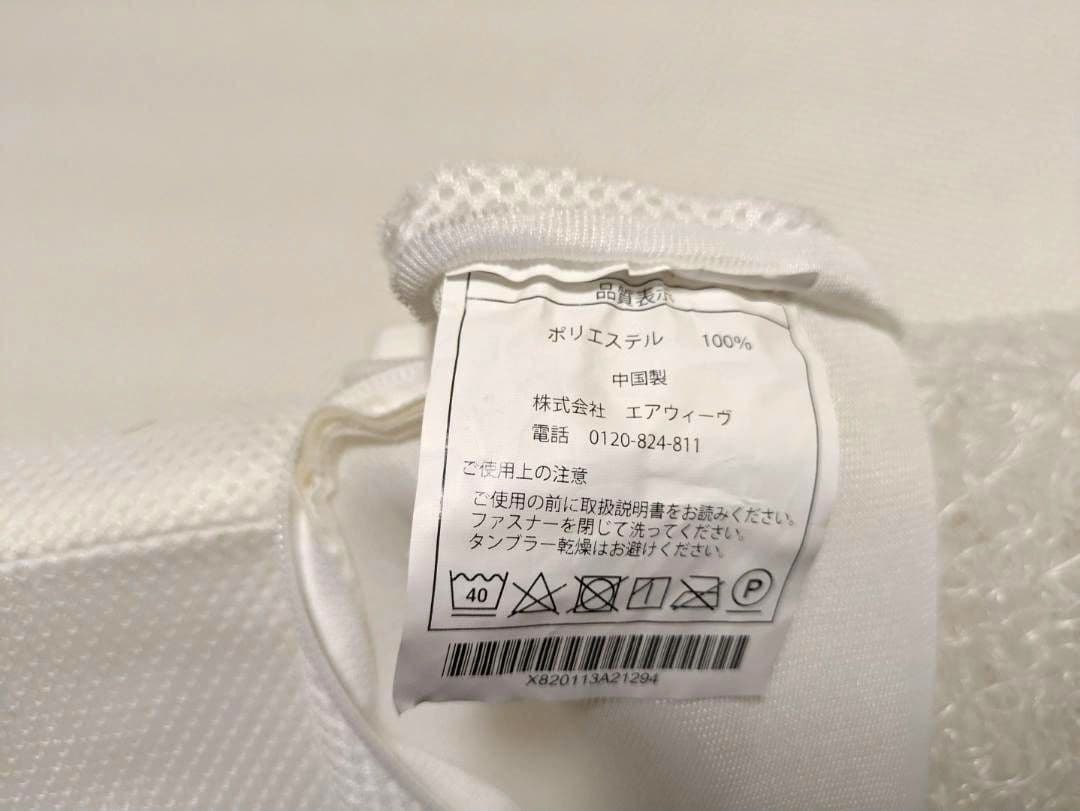 品質表示
ポリエステル 100%
中国製
株式会社 エアウィーヴ
電話 0120-824-811
ご使用上の注意
ご使用の前に取扱説明書をお読みください。
ファスナーを閉じて洗ってください。
タンブラー乾燥はお避けください。
40 P
X820113A21294